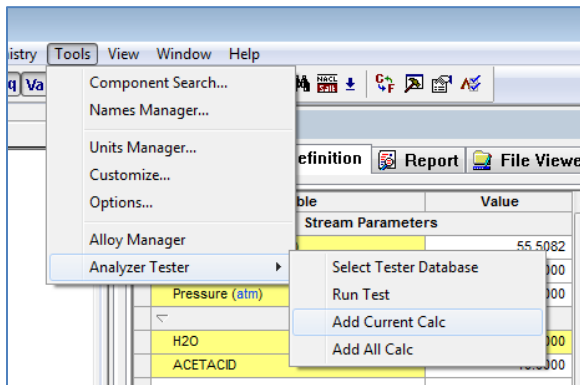 Tools View Window Help
Component Search...
Names Manager...
Units Manager...
Customize...
Options...
Alloy Manager
Analyzer Tester
Select Tester Database
Run Test
Add Current Calc
Add All Calc
NACL
Report File Viewe
Value
Stream Parameters
55.5082
Pressure (atm)
H2O
ACETACID